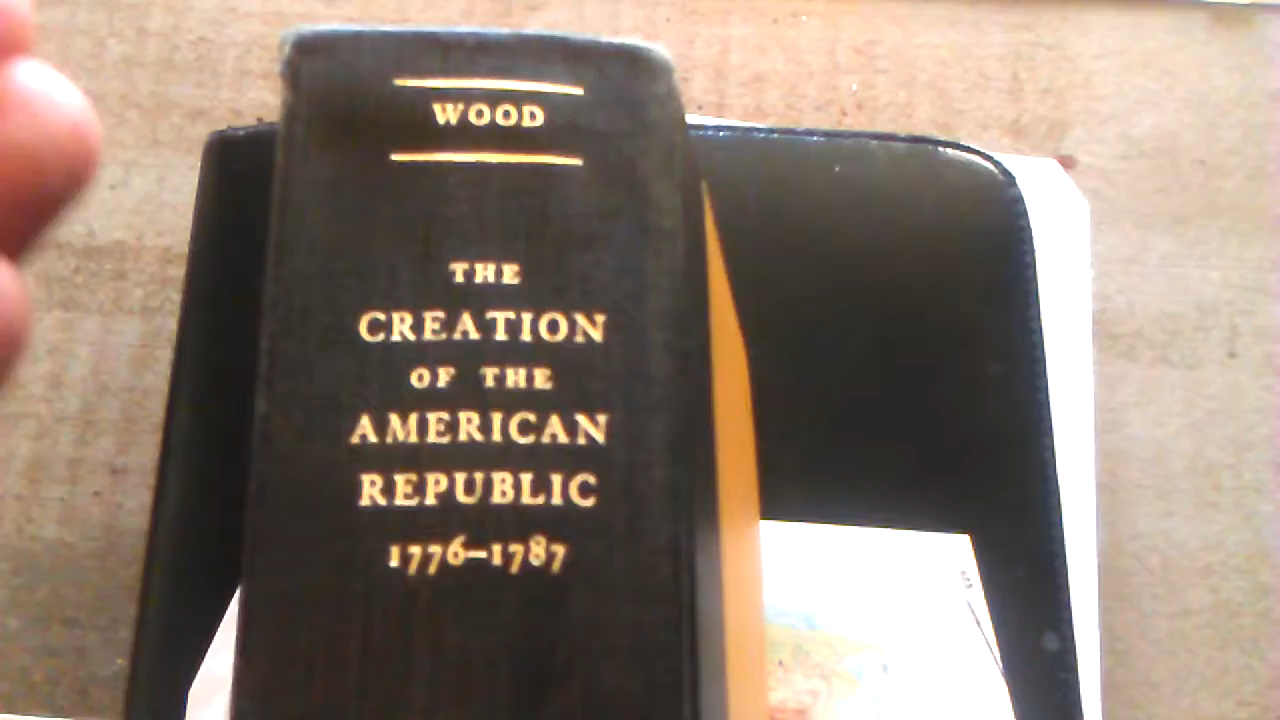 WOOD
THE
CREATION
OF THE
AMERICAN
REPUBLIC
1776–1787